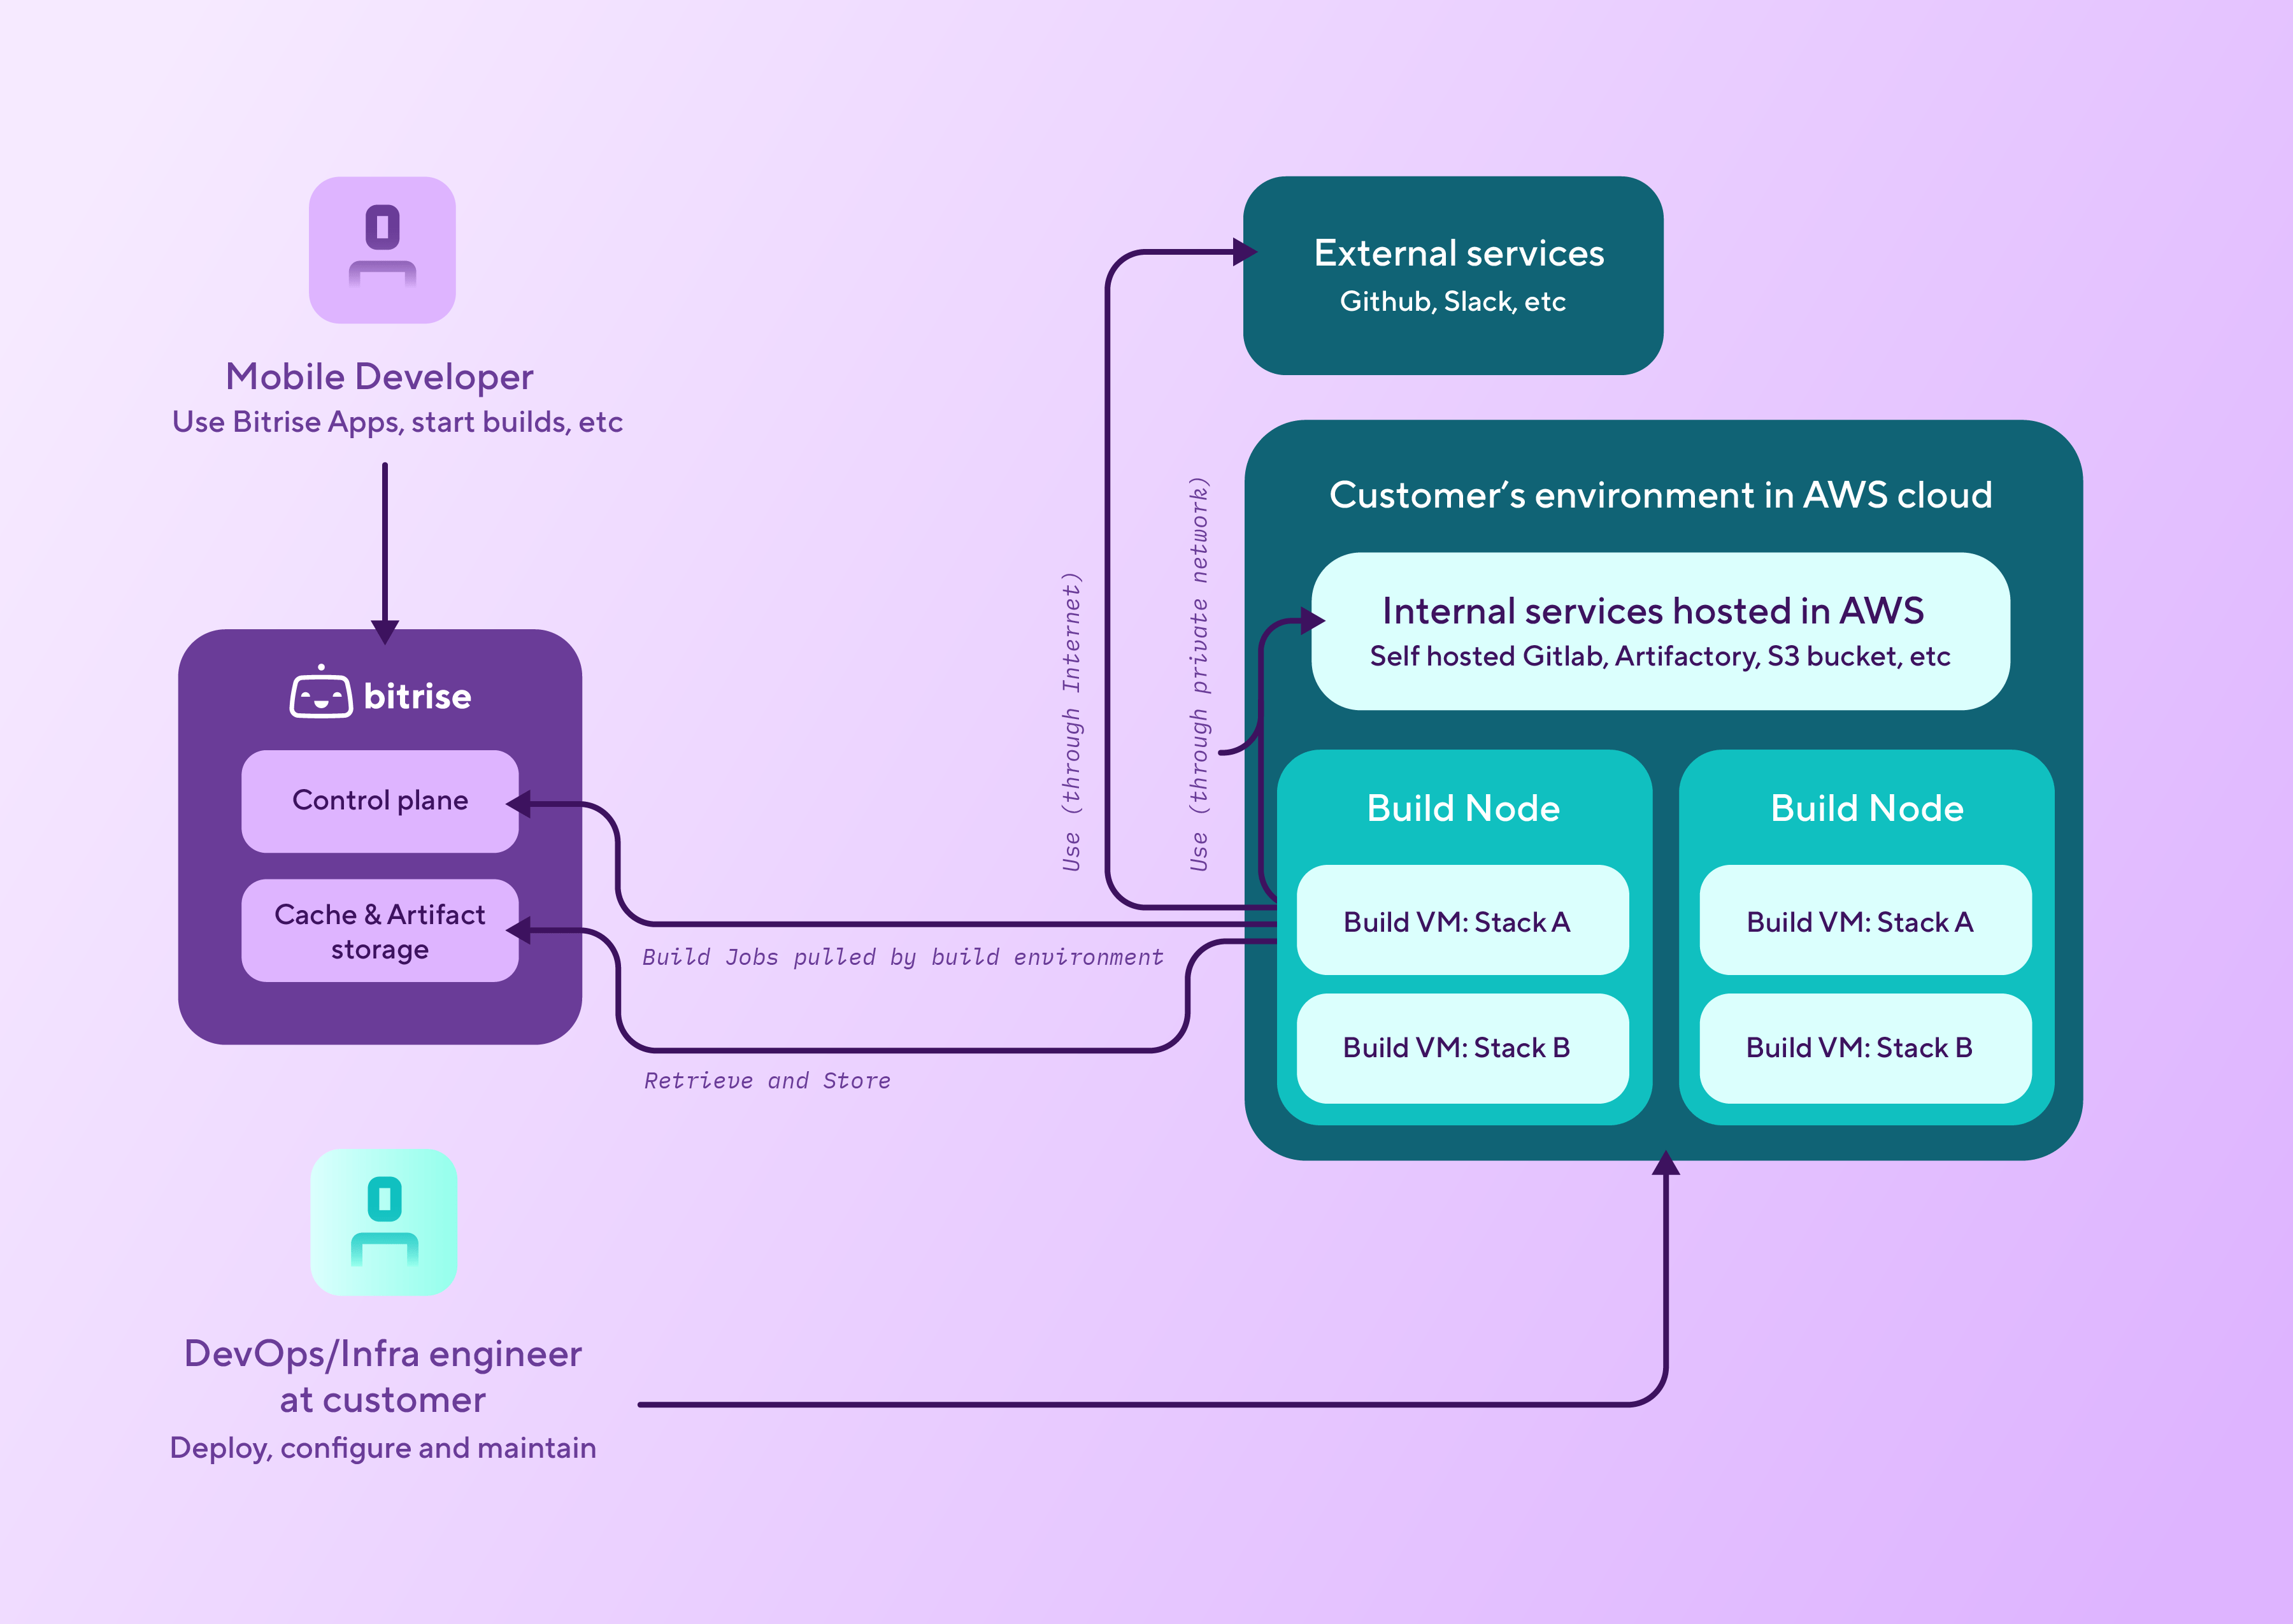 Mobile Developer
Use Bitrise Apps, start builds, etc
bitrise
Control plane
Cache & Artifact
storage
DevOps/Infra engineer
at customer
Deploy, configure and maintain
Build Jobs pulled by build environment
Retrieve and Store
Use (through Internet)
Use (through private network)
External services
Github, Slack, etc
Customer’s environment in AWS cloud
Internal services hosted in AWS
Self hosted Gitlab, Artifactory, S3 bucket, etc
Build Node
Build VM: Stack A
Build VM: Stack B
Build Node
Build VM: Stack A
Build VM: Stack B